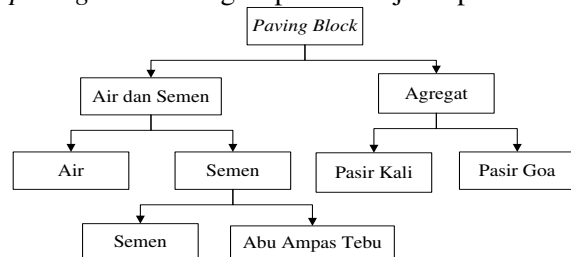 Paving Block
Air dan Semen
Agregat
Air
Semen
Pasir Kali
Pasir Goa
Semen
Abu Ampas Tebu